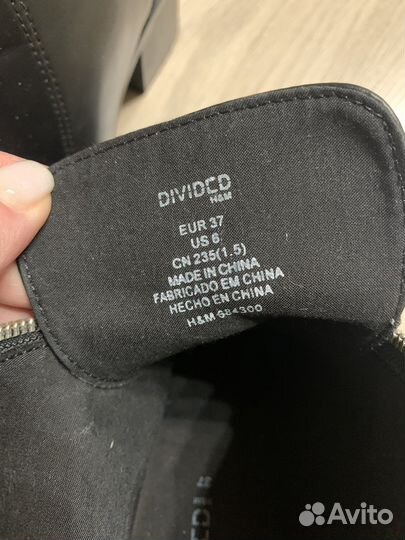 DIVIDED
H&M
EUR 37
US 6
CN 235(1.5)
MADE IN CHINA
FABRICADO EM CHINA
HECHO EN CHINA
H&M 984300
Avito